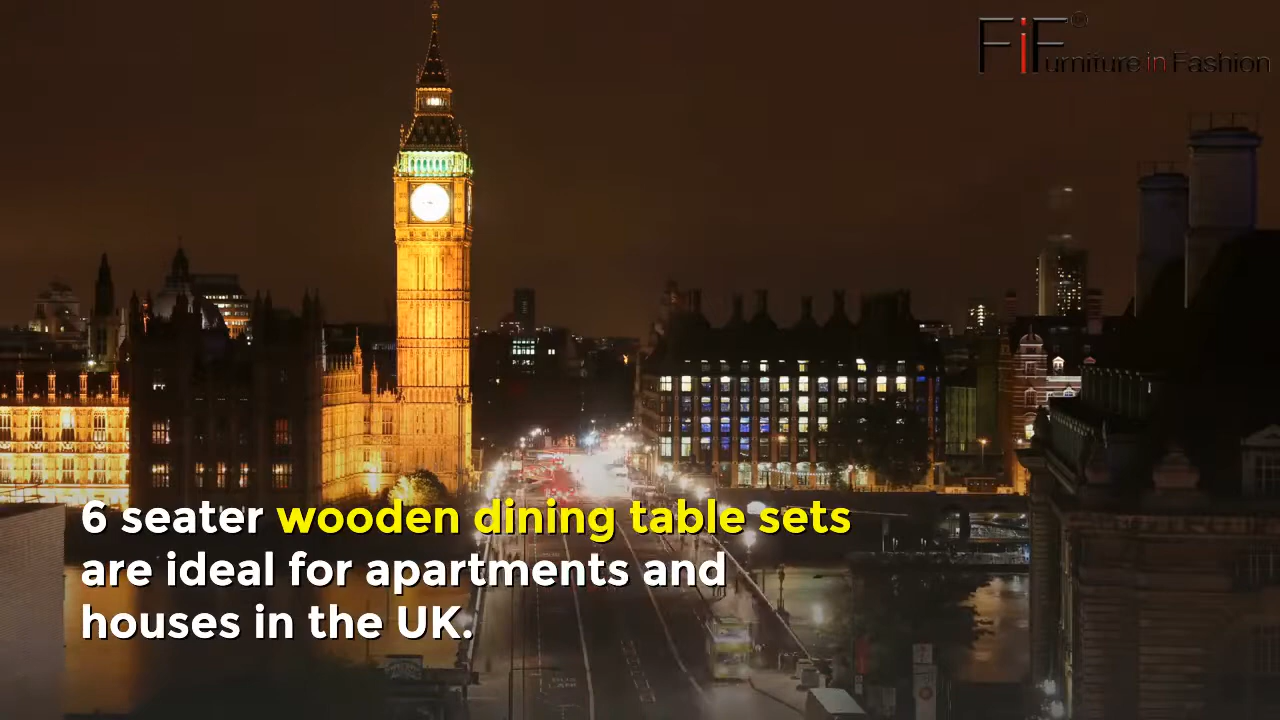 FiFurniture in Fashion
6 seater wooden dining table sets
are ideal for apartments and
houses in the UK.